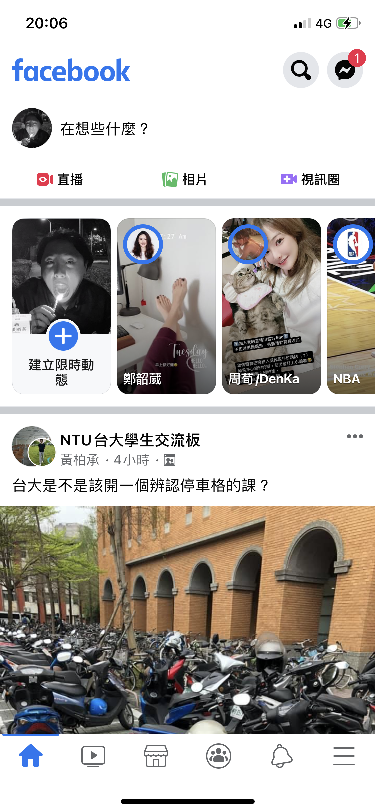 20:06
4G
facebook
1
在想些什麼？
直播
相片
視訊圈
Tuesday
建立限時動
態
鄭韶葳
周荀/DenKa
NBA
NTU台大學生交流板
黃柏承・4小時・
台大是不是該開一個辨認停車格的課？